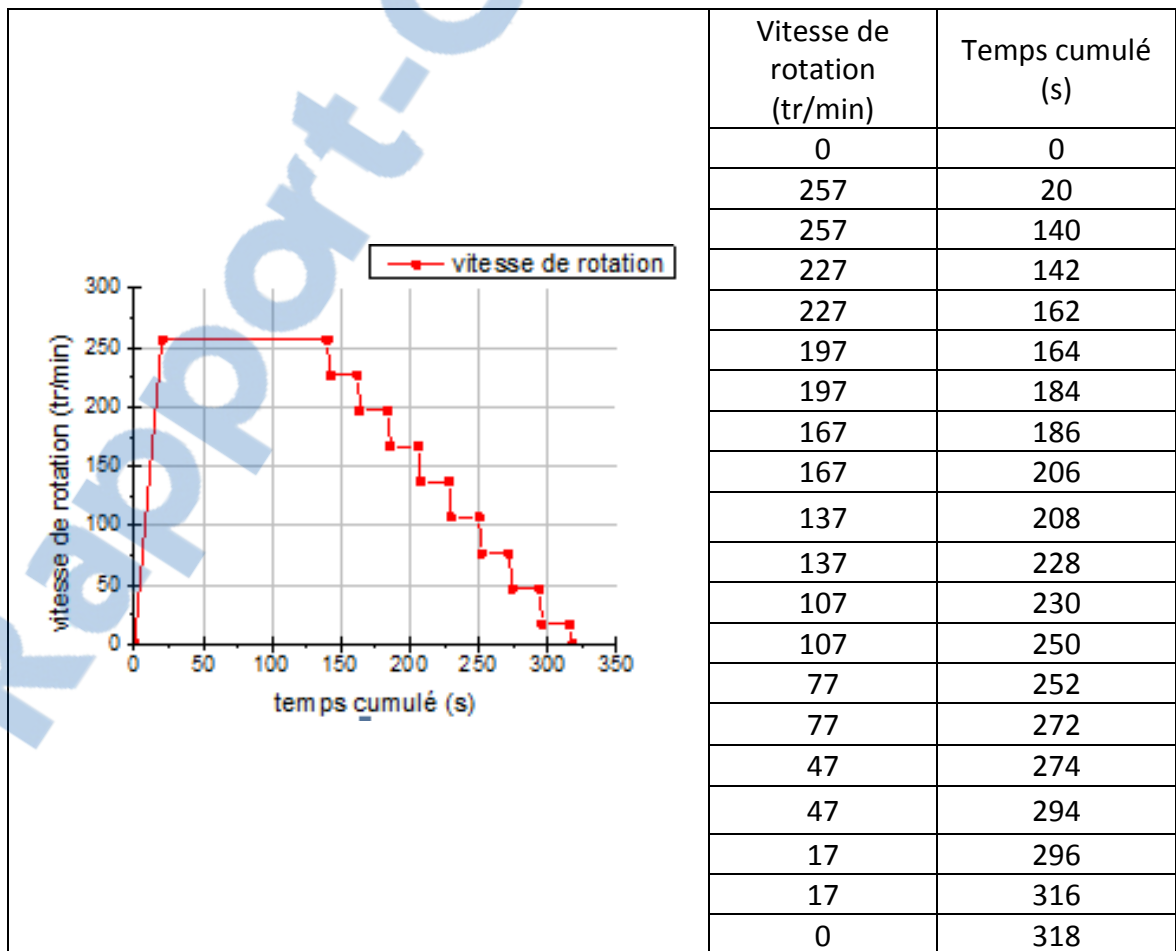 Rapport-
vitesse de rotation
300
250
200
150
100
50
0
vitesse de rotation (tr/min)
0 50 100 150 200 250 300 350
temps cumulé (s)
Vitesse de
rotation
(tr/min)
Temps cumulé
(s)
0 0
257 20
257 140
227 142
227 162
197 164
197 184
167 186
167 206
137 208
137 228
107 230
107 250
77 252
77 272
47 274
47 294
17 296
17 316
0 318